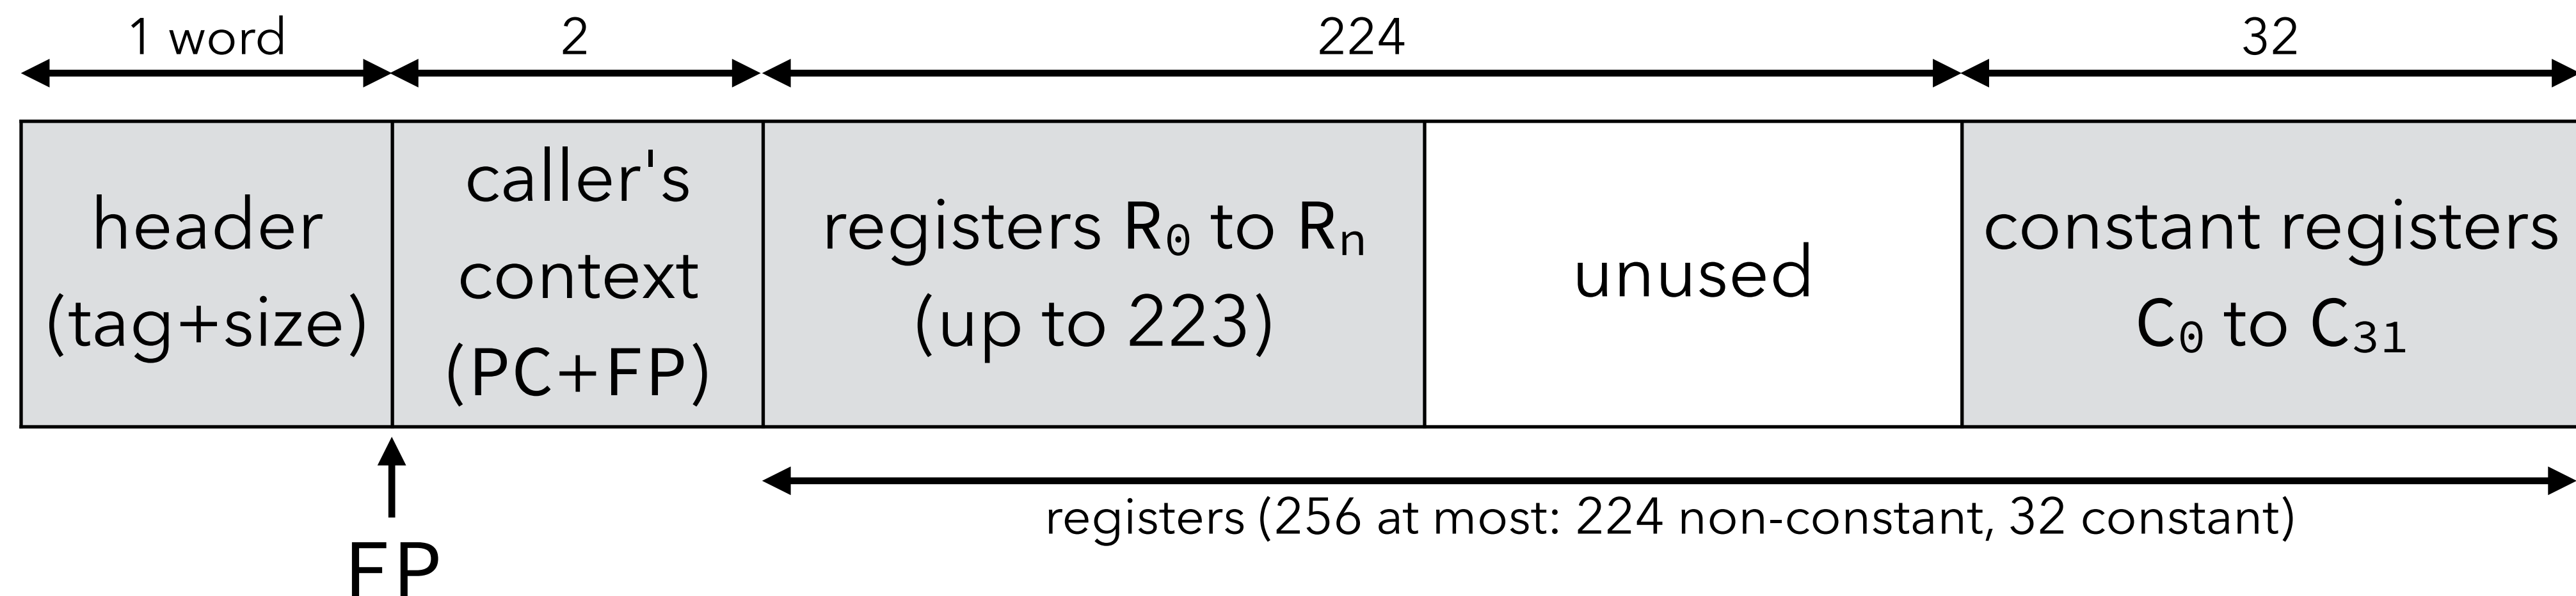 1 word
2
224
32
header
(tag+size)
caller's
context
(PC+FP)
registers R₀ to Rₙ
(up to 223)
unused
constant registers
C₀ to C₃₁
FP
registers (256 at most: 224 non-constant, 32 constant)